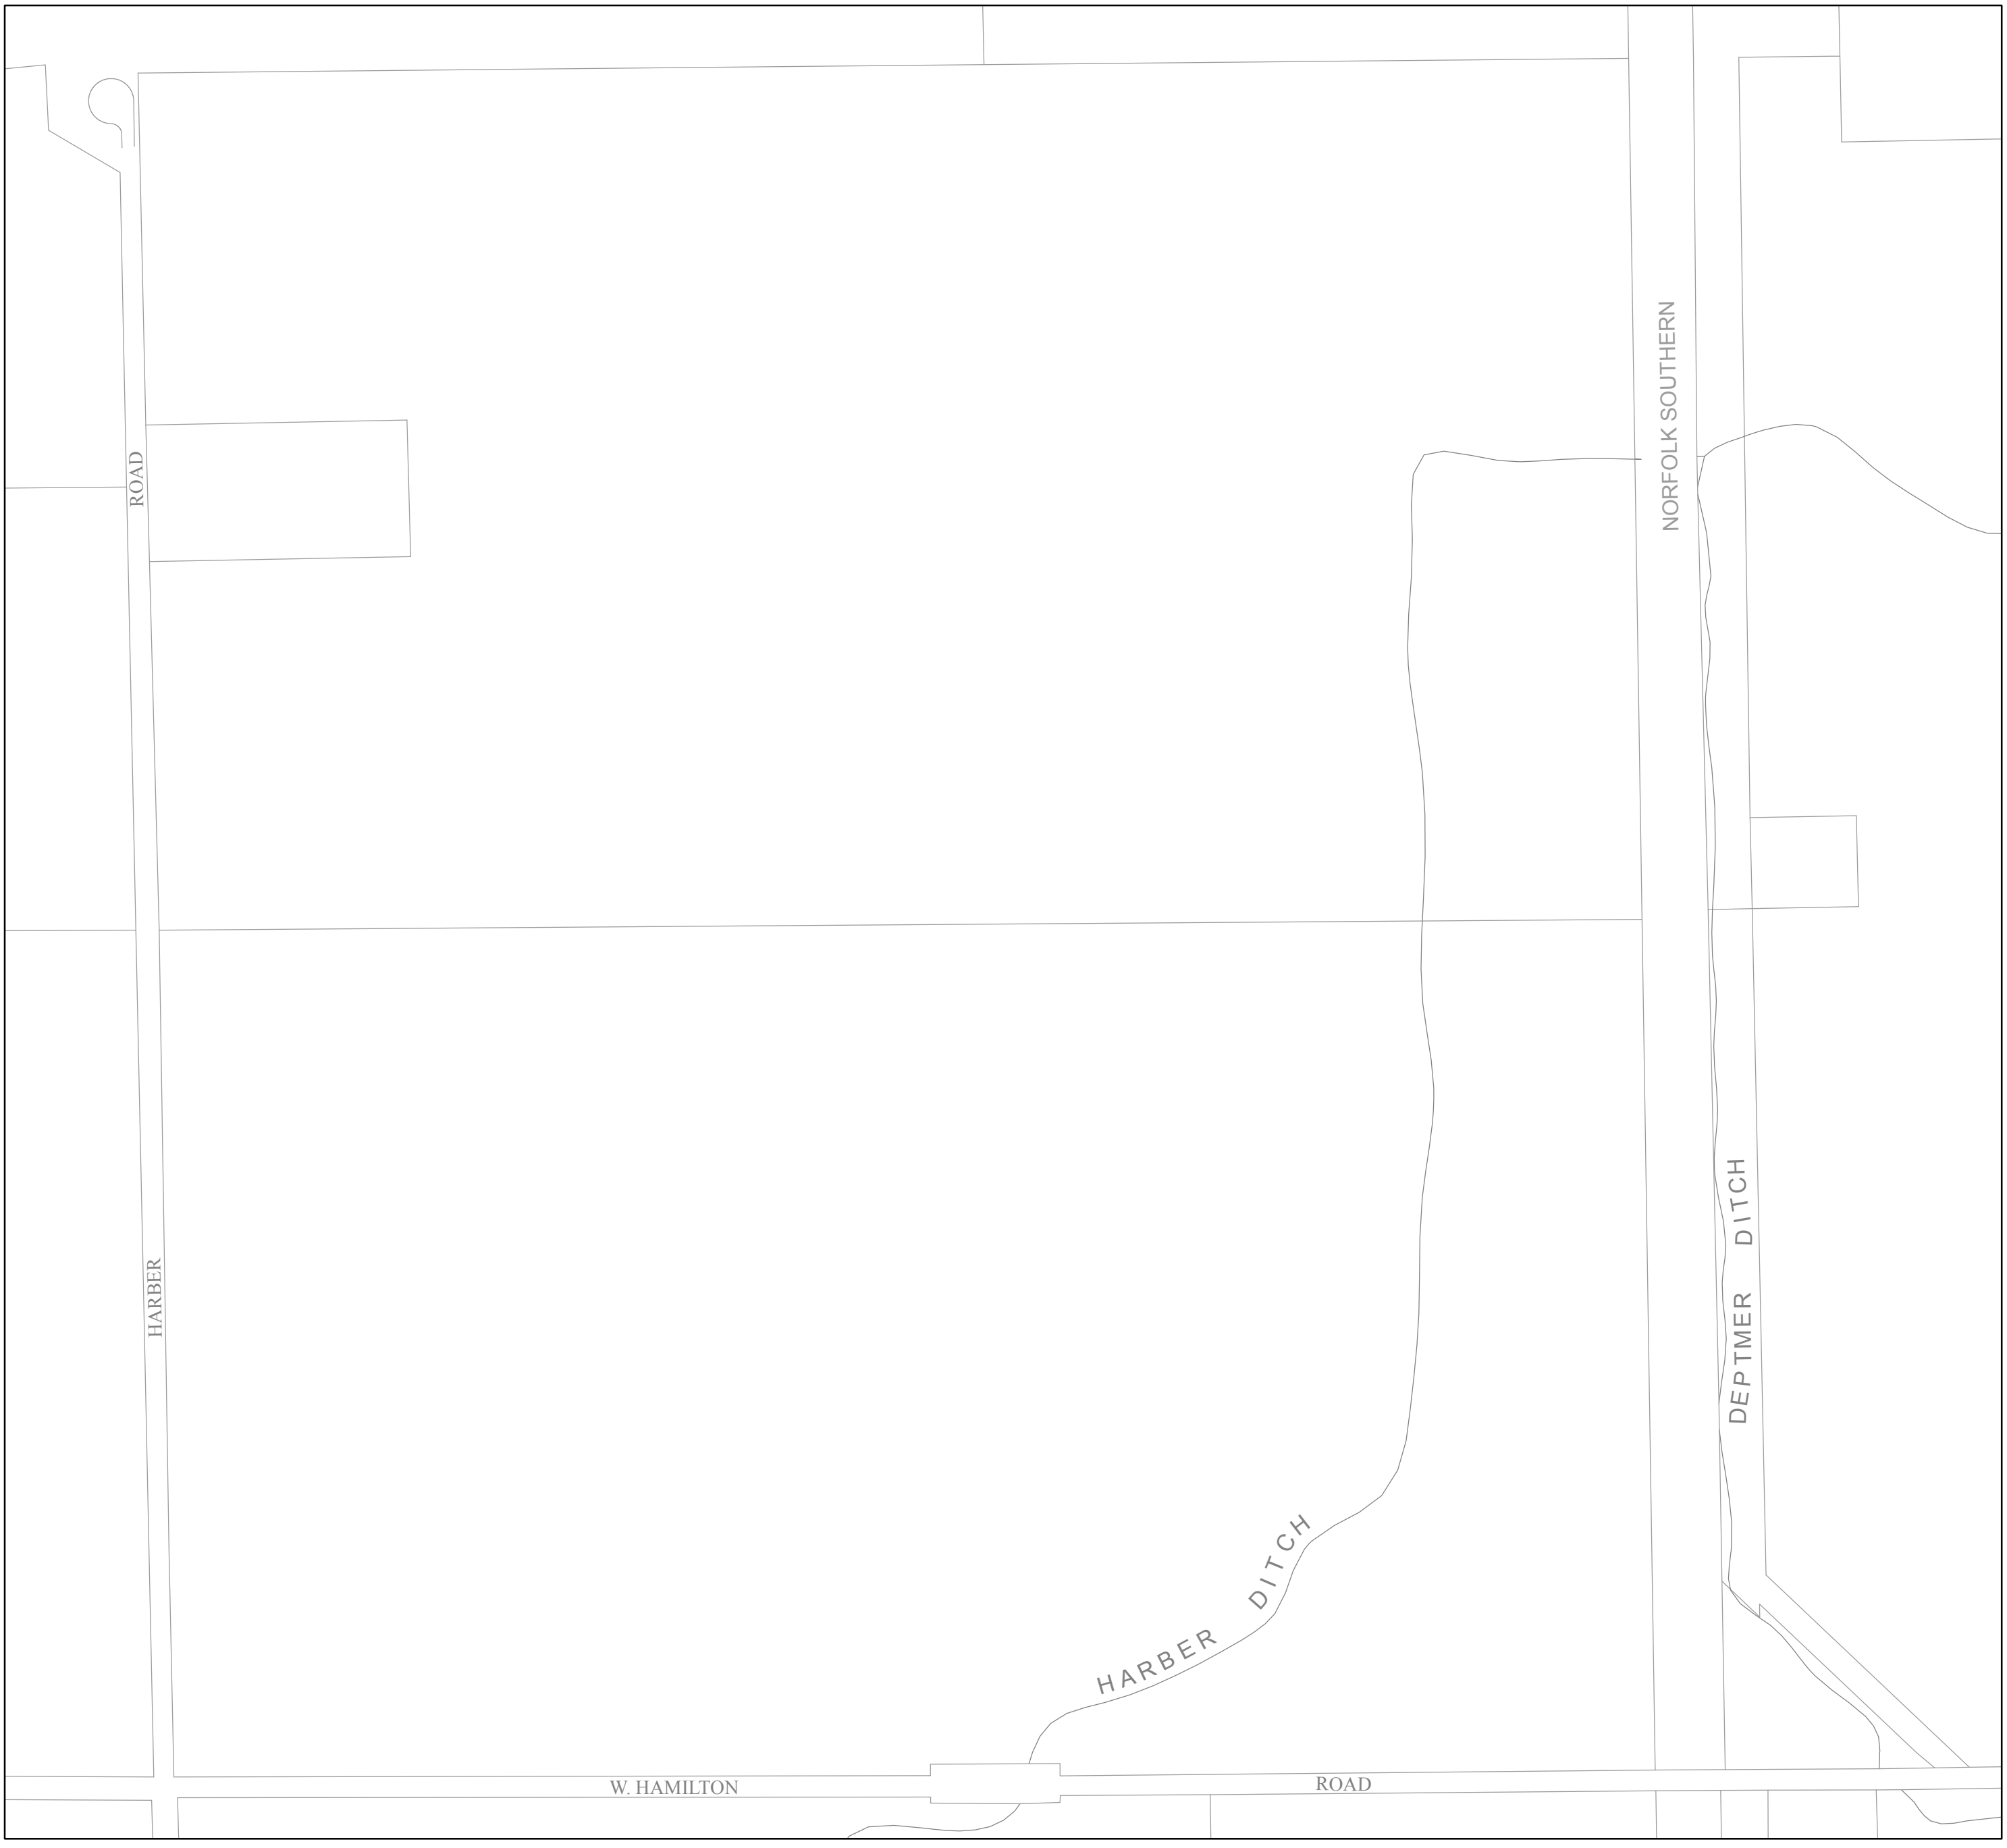 NORFOLK SOUTHERN
HARBER ROAD
DEPTMER DITCH
HARBER DITCH
W. HAMILTON ROAD